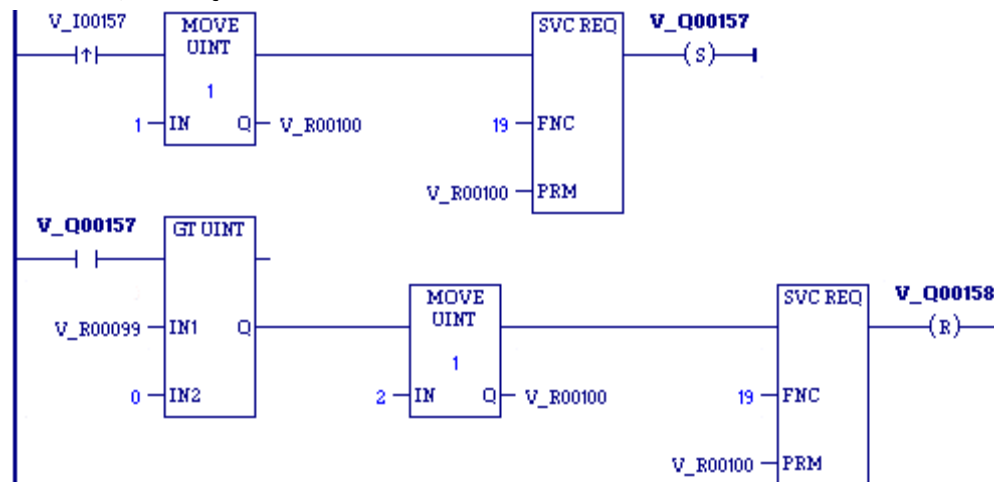 V_I00157
MOVE UINT
1
1 IN Q V_R00100
SVC REQ
19 FNC
V_R00100 PRM
V_Q00157
(S)
V_Q00157
GT UINT
V_R00099 IN1 Q
0 IN2
MOVE UINT
1
2 IN Q V_R00100
SVC REQ
19 FNC
V_R00100 PRM
V_Q00158
(R)